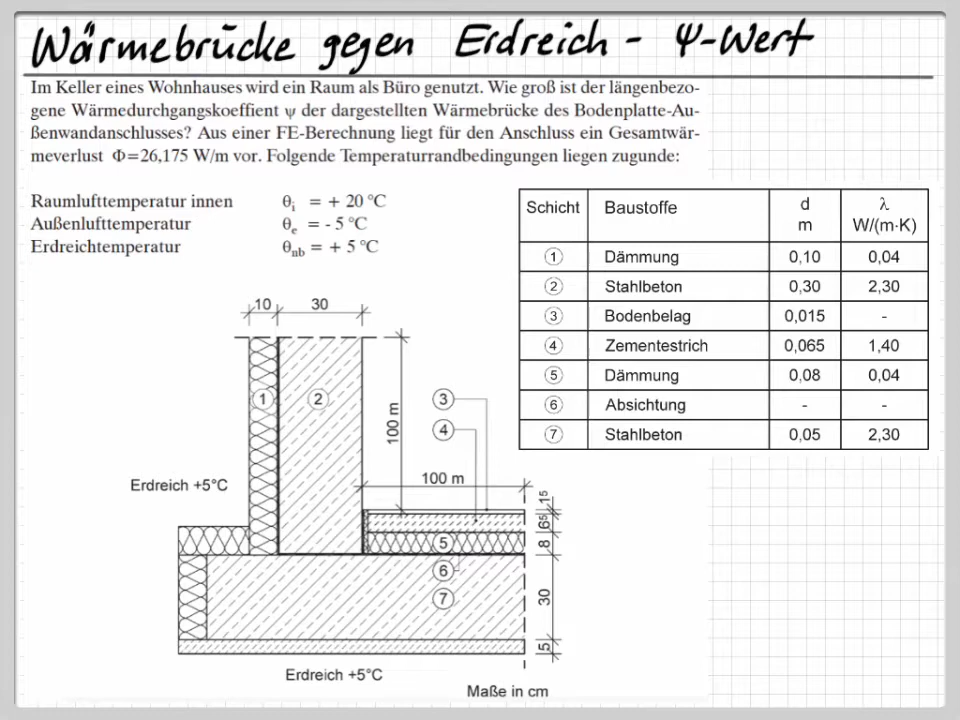 Wärmebrücke gegen Erdreich - Ψ-Wert
Im Keller eines Wohnhauses wird ein Raum als Büro genutzt. Wie groß ist der längenbezo-
gene Wärmedurchgangskoeffient ψ der dargestellten Wärmebrücke des Bodenplatte-Au-
ßenwandanschlusses? Aus einer FE-Berechnung liegt für den Anschluss ein Gesamtwär-
meverlust Φ=26,175 W/m vor. Folgende Temperaturrandbedingungen liegen zugunde:
Raumlufttemperatur innen θi = + 20 °C
Außenlufttemperatur θe = - 5 °C
Erdreichtemperatur θnb = + 5 °C
Schicht Baustoffe d m λ W/(m·K)
① Dämmung 0,10 0,04
② Stahlbeton 0,30 2,30
③ Bodenbelag 0,015 -
④ Zementestrich 0,065 1,40
⑤ Dämmung 0,08 0,04
⑥ Absichtung - -
⑦ Stahlbeton 0,05 2,30
10 30
① ② 100 m ③
④
100 m
Erdreich +5°C
1⁵
6⁵
⑤ 8
⑥
⑦ 30
5
Erdreich +5°C
Maße in cm